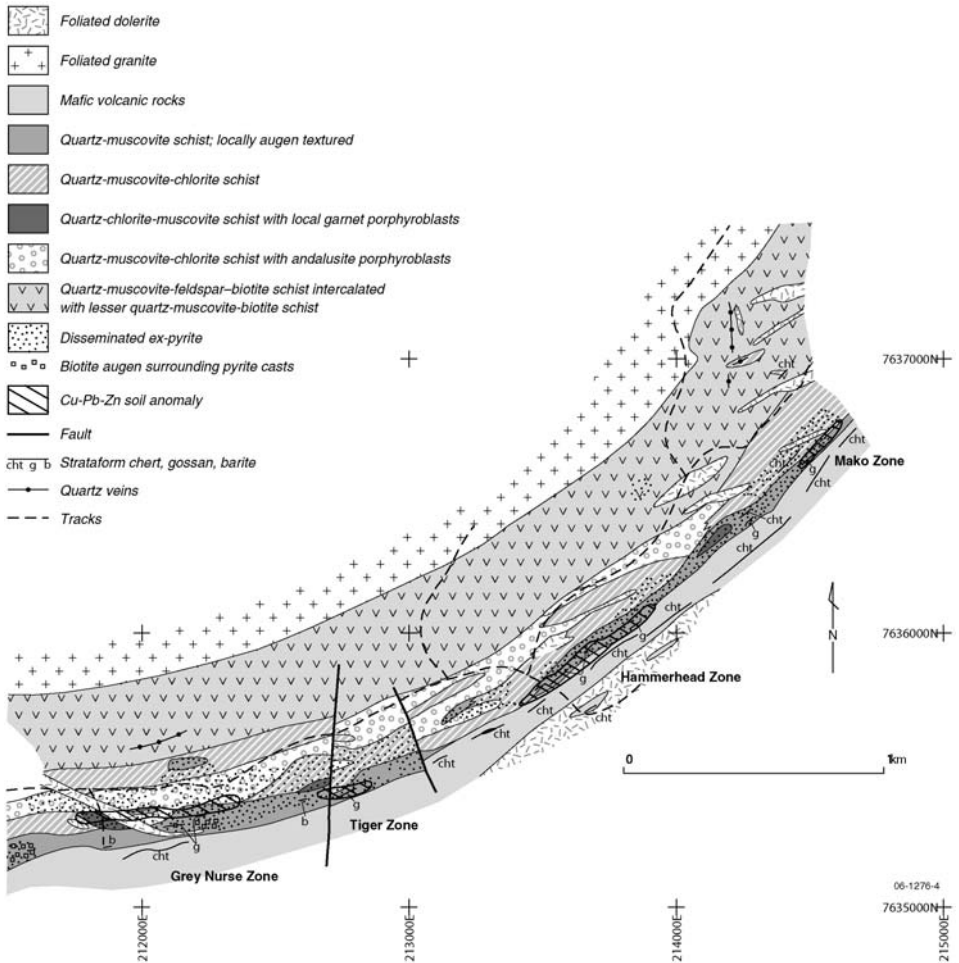 Foliated dolerite
Foliated granite
Mafic volcanic rocks
Quartz-muscovite schist; locally augen textured
Quartz-muscovite-chlorite schist
Quartz-chlorite-muscovite schist with local garnet porphyroblasts
Quartz-muscovite-chlorite schist with andalusite porphyroblasts
Quartz-muscovite-feldspar–biotite schist intercalated
with lesser quartz-muscovite-biotite schist
Disseminated ex-pyrite
Biotite augen surrounding pyrite casts
Cu-Pb-Zn soil anomaly
Fault
cht g b Strataform chert, gossan, barite
Quartz veins
Tracks
7637000N
cht
cht
cht
Mako Zone
g
cht
cht
g
cht
cht
N
7636000N
g
cht
Hammerhead Zone
g
cht
cht
cht
0
1km
g
b
Tiger Zone
b
g
cht
Grey Nurse Zone
06-1276-4
7635000N
212000E
213000E
214000E
215000E